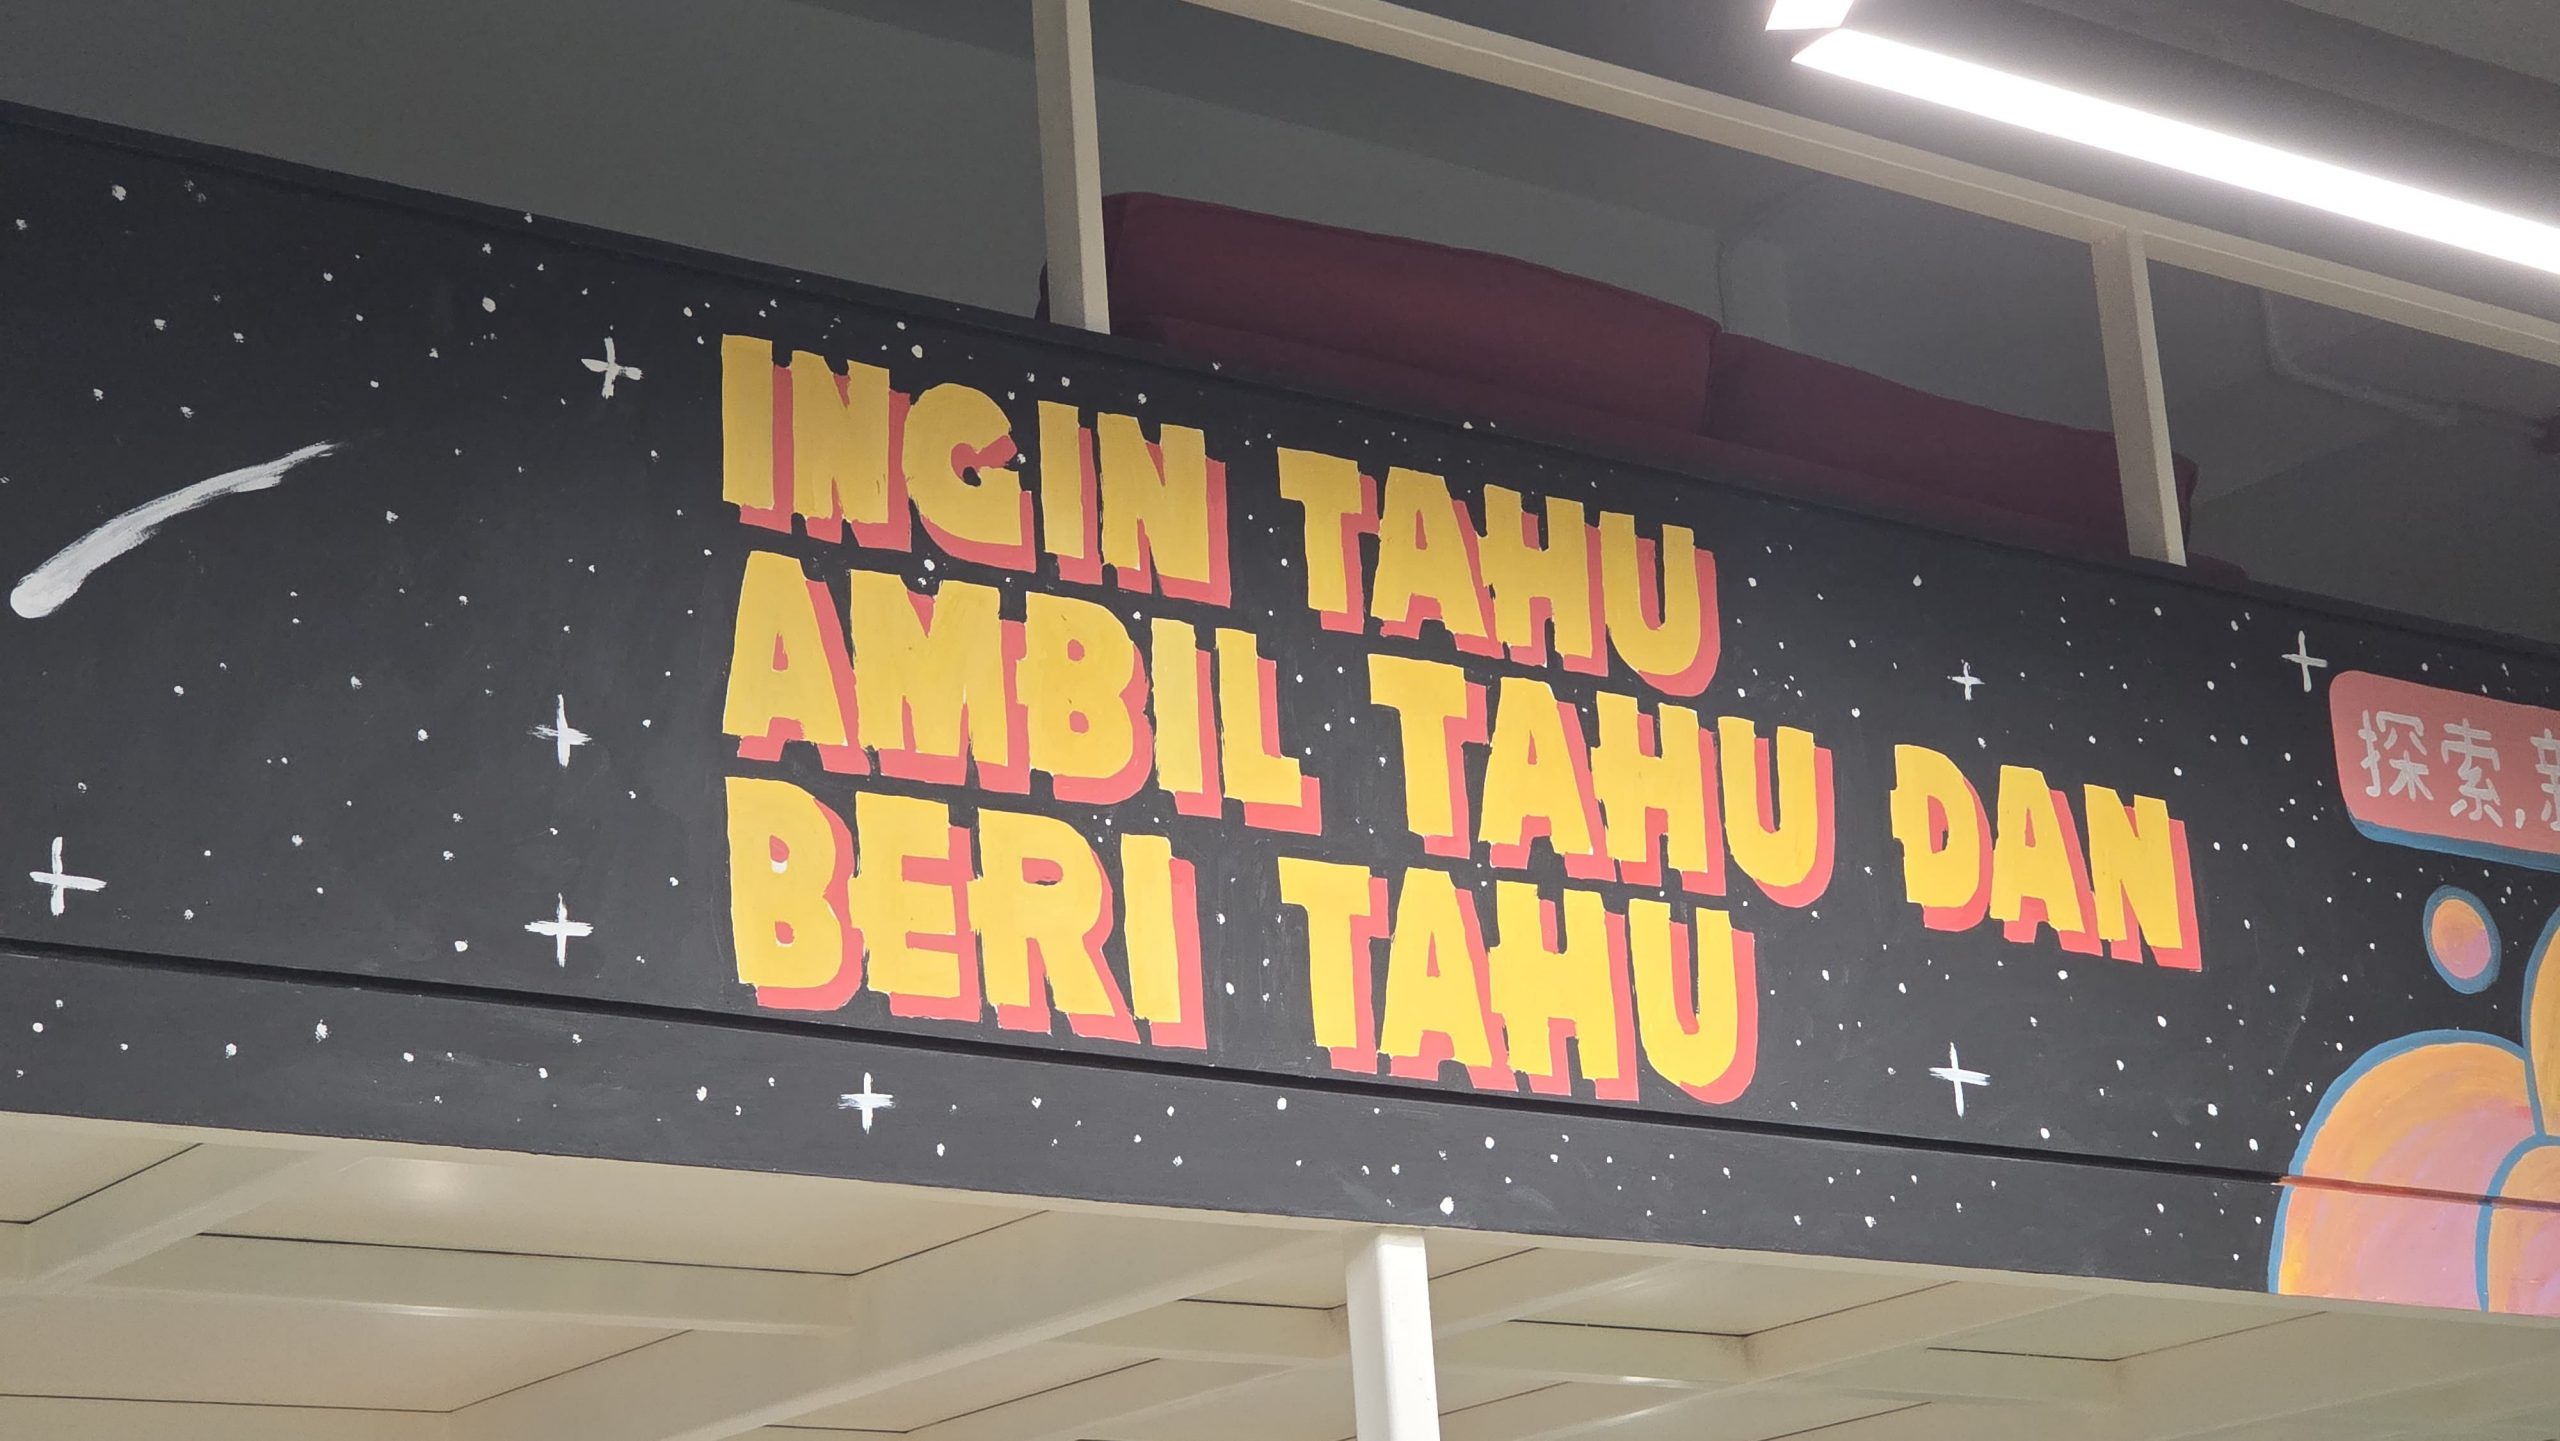 INGIN TAHU
AMBIL TAHU DAN
BERI TAHU
探索,